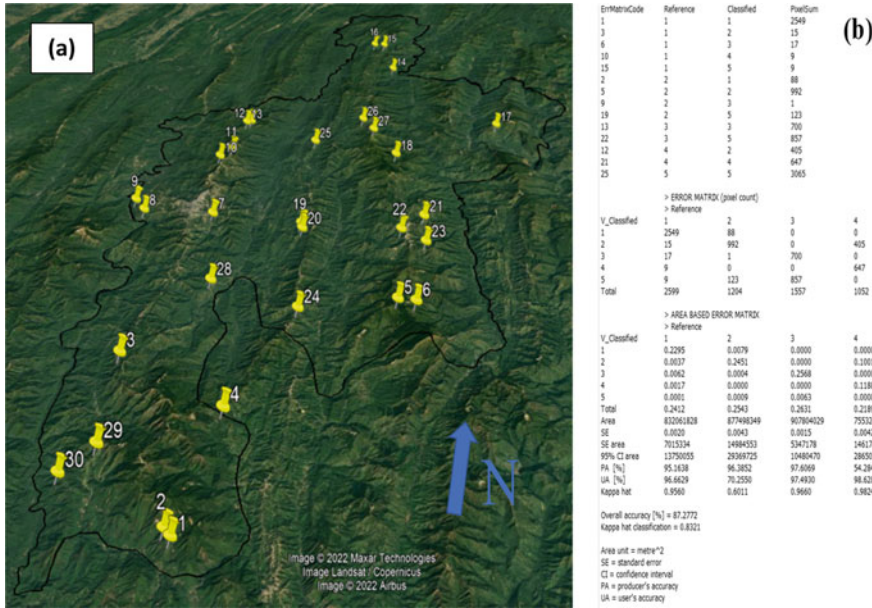 (a)
16 15
14
12 13
26
17
11
27
25
10
18
9
8
7
19
20
21
22
23
28
24
5 6
3
4
29
30
2
1
N
Image © 2022 Maxar Technologies
Image Landsat / Copernicus
Image © 2022 Airbus
(b)
ErrMatrixCode Reference Classified PixelSum
1 1 1 2549
3 1 2 15
6 1 3 17
10 1 4 9
15 1 5 9
2 2 1 88
5 2 2 992
9 2 3 1
19 2 5 123
13 3 3 700
22 3 5 857
12 4 2 405
21 4 4 647
25 5 5 3065
> ERROR MATRIX (pixel count)
> Reference
V_Classified 1 2 3 4
1 2549 88 0 0
2 15 992 0 405
3 17 1 700 0
4 9 0 0 647
5 9 123 857 0
Total 2599 1204 1557 1052
> AREA BASED ERROR MATRIX
> Reference
V_Classified 1 2 3 4
1 0.2295 0.0079 0.0000
2 0.0037 0.2451 0.0000
3 0.0062 0.0004 0.2568
4 0.0017 0.0000 0.0000
5 0.0001 0.0009 0.0063
Total 0.2412 0.2543 0.2631
Area 832061828 877498349 907804029
SE 0.0020 0.0043 0.0015
SE area 7015334 14984553 5347178
95% CI area 13750055 29369725 10480470
PA [%] 95.1638 96.3852 97.6069
UA [%] 96.6629 70.2550 97.4930
Kappa hat 0.9560 0.6011 0.9660
Overall accuracy [%] = 87.2772
Kappa hat classification = 0.8321
Area unit = metre^2
SE = standard error
CI = confidence interval
PA = producer's accuracy
UA = user's accuracy